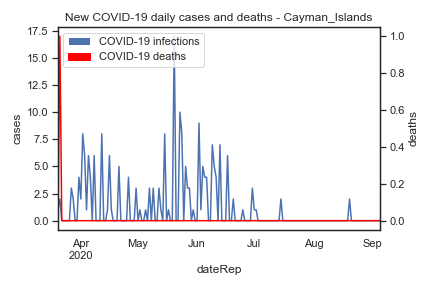 New COVID-19 daily cases and deaths - Cayman_Islands
COVID-19 infections
COVID-19 deaths
17.5
15.0
12.5
10.0
7.5
5.0
2.5
0.0
cases
1.0
0.8
0.6
0.4
0.2
0.0
deaths
Apr May Jun Jul Aug Sep
2020
dateRep